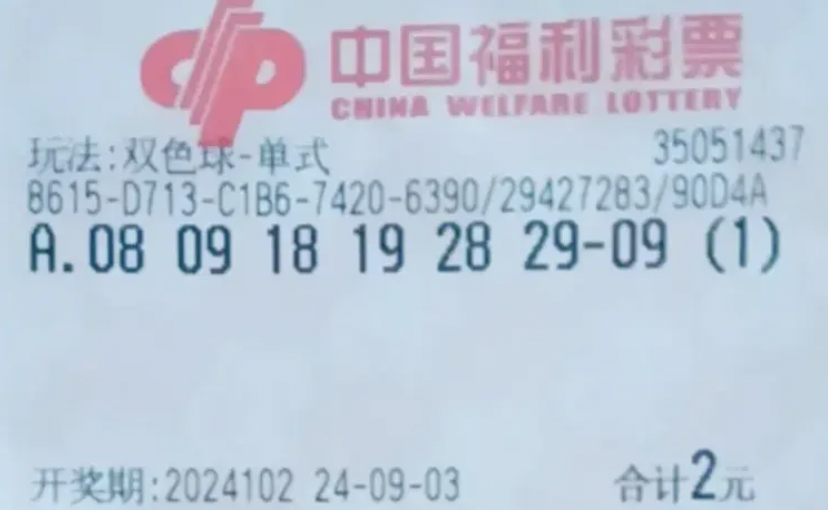 中国福利彩票
CHINA WELFARE LOTTERY
玩法:双色球-单式 35051437
8615-D713-C1B6-7420-6390/29427283/90D4A
A.08 09 18 19 28 29-09 (1)
开奖期:2024102 24-09-03 合计2元